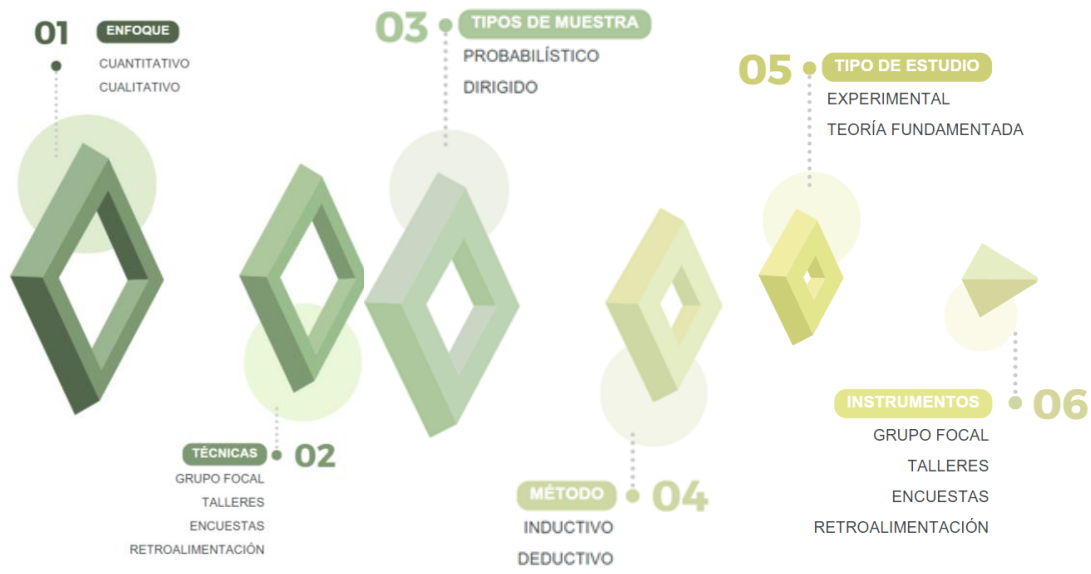 01
ENFOQUE
CUANTITATIVO
CUALITATIVO
TÉCNICAS
02
GRUPO FOCAL
TALLERES
ENCUESTAS
RETROALIMENTACIÓN
03
TIPOS DE MUESTRA
PROBABILÍSTICO
DIRIGIDO
MÉTODO
04
INDUCTIVO
DEDUCTIVO
05
TIPO DE ESTUDIO
EXPERIMENTAL
TEORÍA FUNDAMENTADA
INSTRUMENTOS
06
GRUPO FOCAL
TALLERES
ENCUESTAS
RETROALIMENTACIÓN